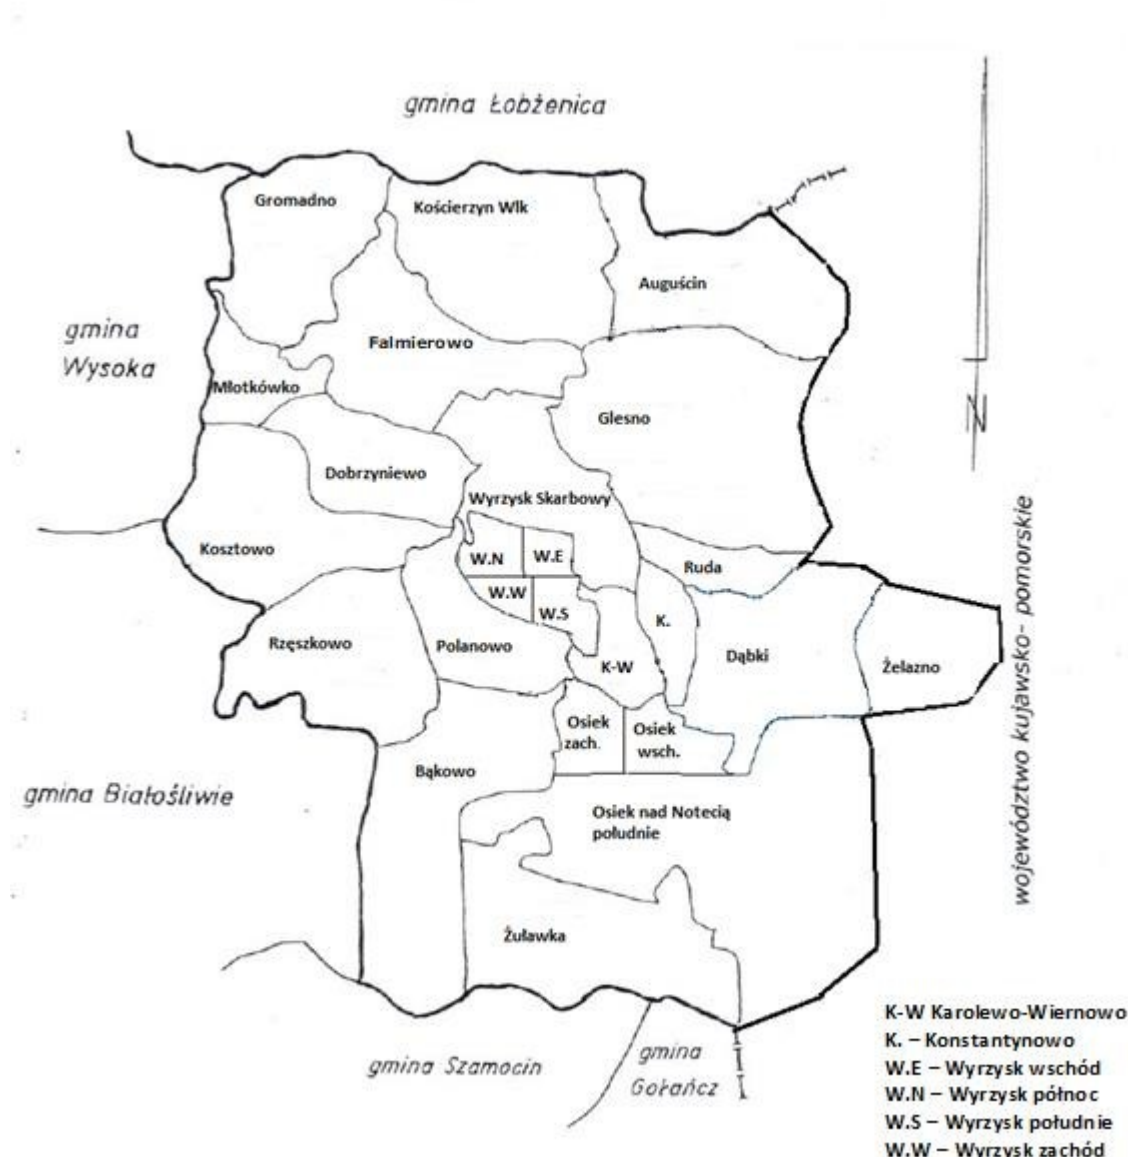 gmina Łobżenica
Gromadno
Kościerzyn Wlk
Auguścin
gmina
Wysoka
Falmierowo
Młotkówko
Glesno
Dobrzyniewo
Wyrzysk Skarbowy
Kosztowo
W.N
W.E
Ruda
W.W
W.S
K.
Rzęszkowo
Polanowo
K-W
Dąbki
Żelazno
N
województwo kujawsko- pomorskie
Osiek
zach.
Osiek
wsch.
Bąkowo
gmina Białośliwie
Osiek nad Notecią
południe
Żuławka
gmina Szamocin
gmina
Gołańcz
K-W Karolewo-Wiernowo
K. – Konstantynowo
W.E – Wyrzysk wschód
W.N – Wyrzysk północ
W.S – Wyrzysk południe
W.W – Wyrzysk zachód